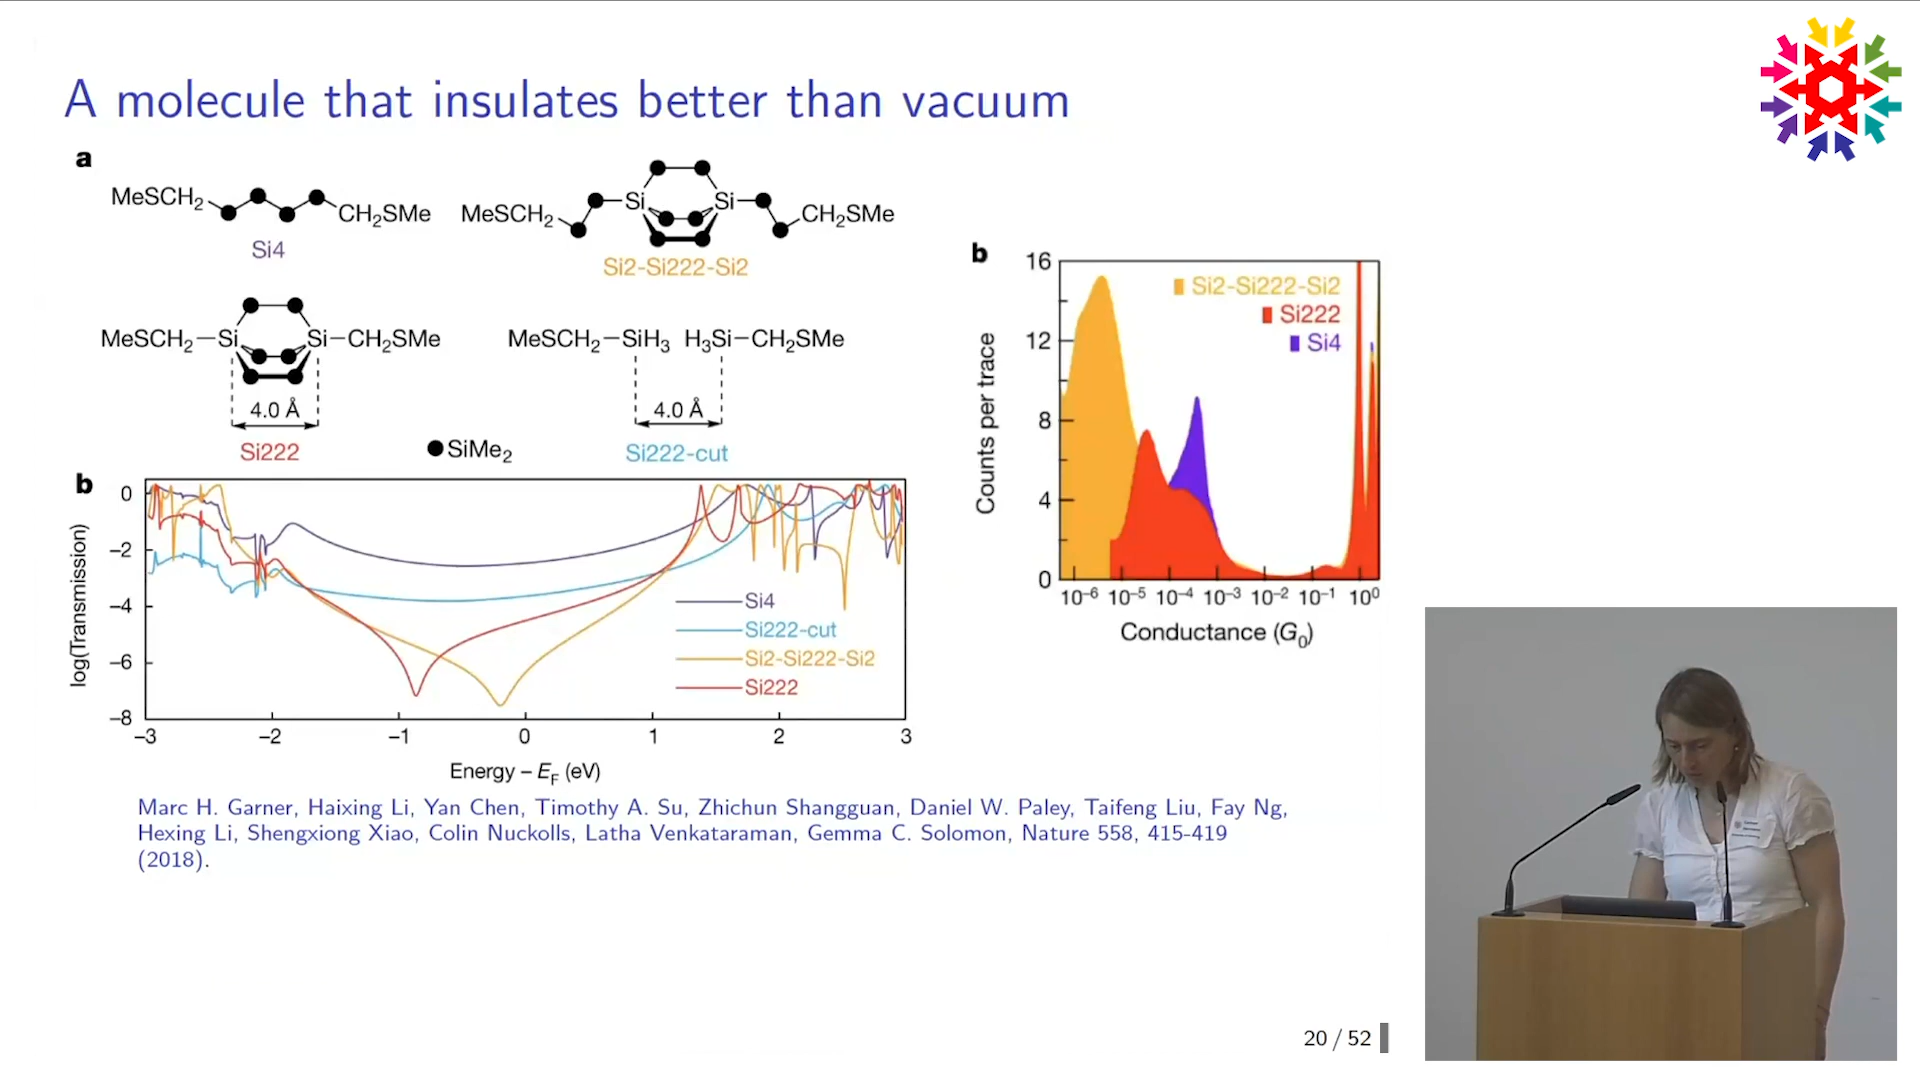 A molecule that insulates better than vacuum
a
MeSCH2 CH2SMe
Si4
MeSCH2 Si Si CH2SMe
Si2-Si222-Si2
MeSCH2 Si Si CH2SMe
4.0 Å
Si222
MeSCH2 SiH3 H3Si CH2SMe
4.0 Å
Si222-cut
SiMe2
b
log(Transmission)
0
−2
−4
−6
−8
−3 −2 −1 0 1 2 3
Energy – EF (eV)
Si4
Si222-cut
Si2-Si222-Si2
Si222
b
Counts per trace
16
12
8
4
0
Si2-Si222-Si2
Si222
Si4
10–6 10–5 10–4 10–3 10–2 10–1 100
Conductance (G0)
Marc H. Garner, Haixing Li, Yan Chen, Timothy A. Su, Zhichun Shangguan, Daniel W. Paley, Taifeng Liu, Fay Ng,
Hexing Li, Shengxiong Xiao, Colin Nuckolls, Latha Venkataraman, Gemma C. Solomon, Nature 558, 415-419
(2018).
20 / 52